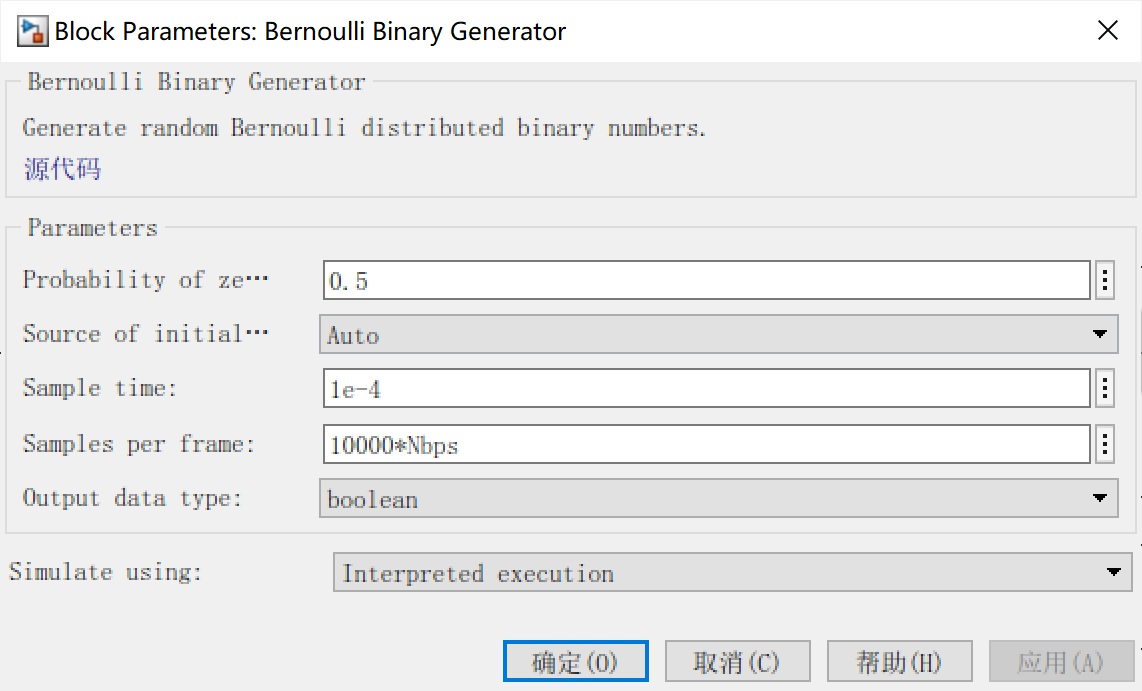 Block Parameters: Bernoulli Binary Generator
Bernoulli Binary Generator
Generate random Bernoulli distributed binary numbers.
源代码
Parameters
Probability of ze… 0.5
Source of initial… Auto
Sample time: 1e-4
Samples per frame: 10000*Nbps
Output data type: boolean
Simulate using: Interpreted execution
确定(O) 取消(C) 帮助(H) 应用(A)